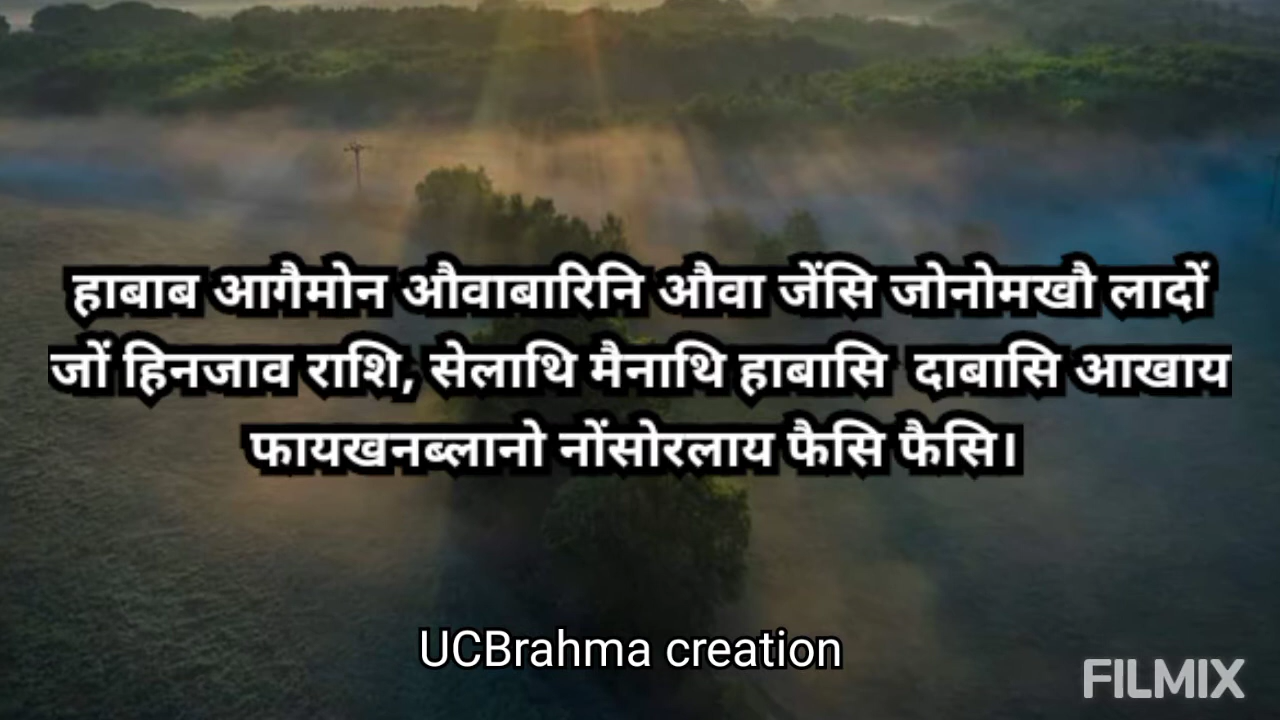 हाबाब आगैमोन औवाबारिनि औवा जेंसि जोनोमखौ लादों
जों हिनजाव राशि, सेलाथि मैनाथि हाबासि दाबासि आखाय
फायखनब्लानो नोंसोरलाय फैसि फैसि।
UCBrahma creation
FILMIX